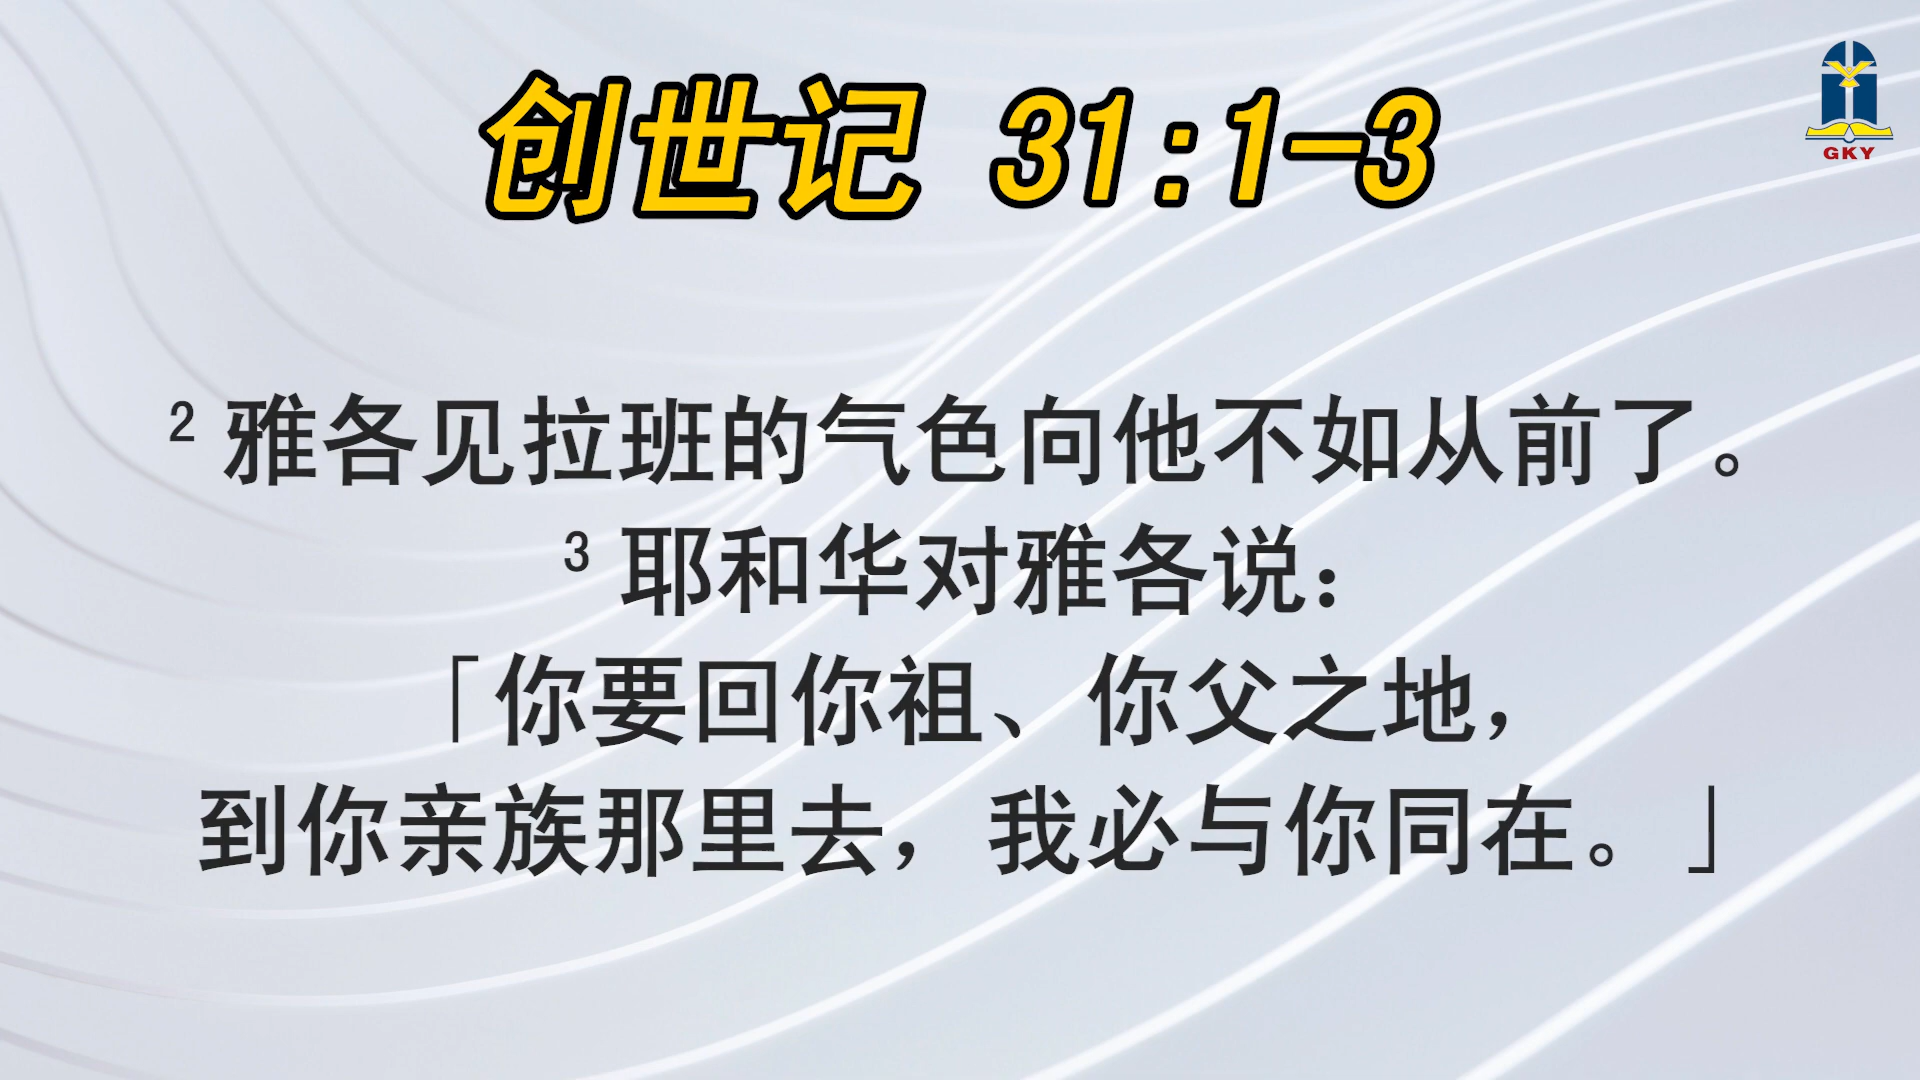 创世记 31:1-3
GKY
2 雅各见拉班的气色向他不如从前了。
3 耶和华对雅各说：
「你要回你祖、你父之地，
到你亲族那里去，我必与你同在。」